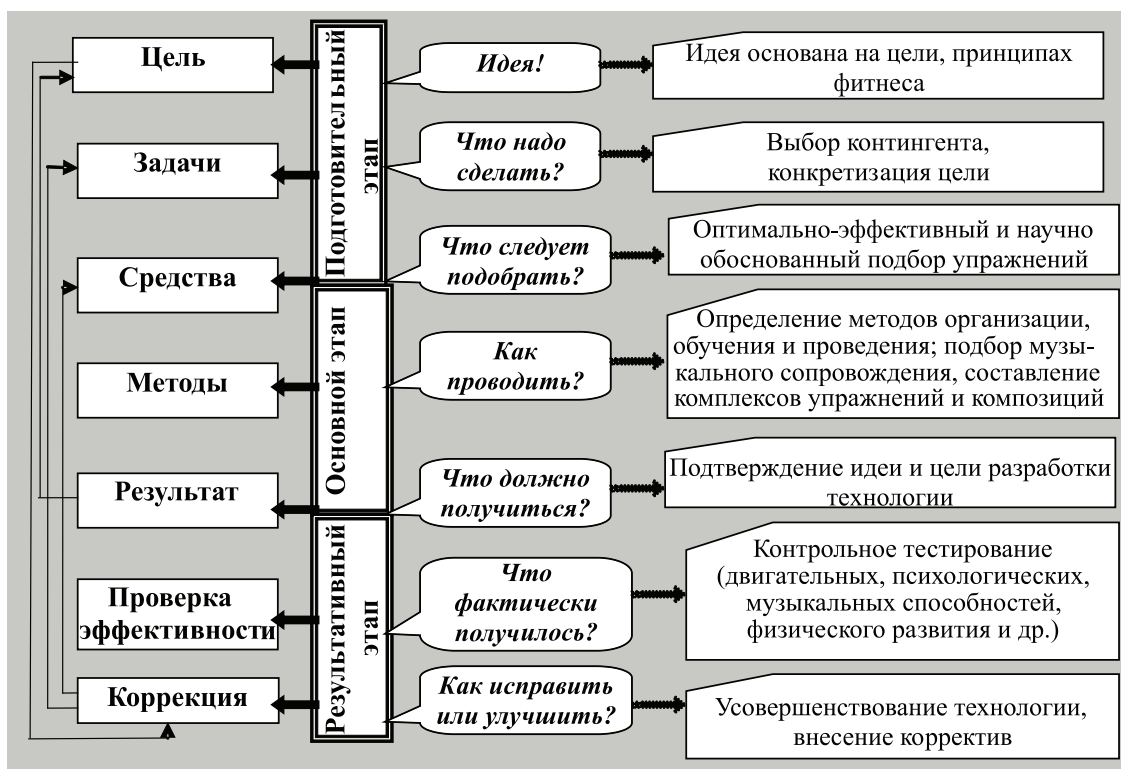 Цель
Задачи
Средства
Методы
Результат
Проверка
эффективности
Коррекция
Подготовительный
этап
Основной этап
Результативный
этап
Идея!
Что надо
сделать?
Что следует
подобрать?
Как
проводить?
Что должно
получиться?
Что
фактически
получилось?
Как исправить
или улучшить?
Идея основана на цели, принципах
фитнеса
Выбор контингента,
конкретизация цели
Оптимально-эффективный и научно
обоснованный подбор упражнений
Определение методов организации,
обучения и проведения; подбор музы-
кального сопровождения, составление
комплексов упражнений и композиций
Подтверждение идеи и цели разработки
технологии
Контрольное тестирование
(двигательных, психологических,
музыкальных способностей,
физического развития и др.)
Усовершенствование технологии,
внесение корректив